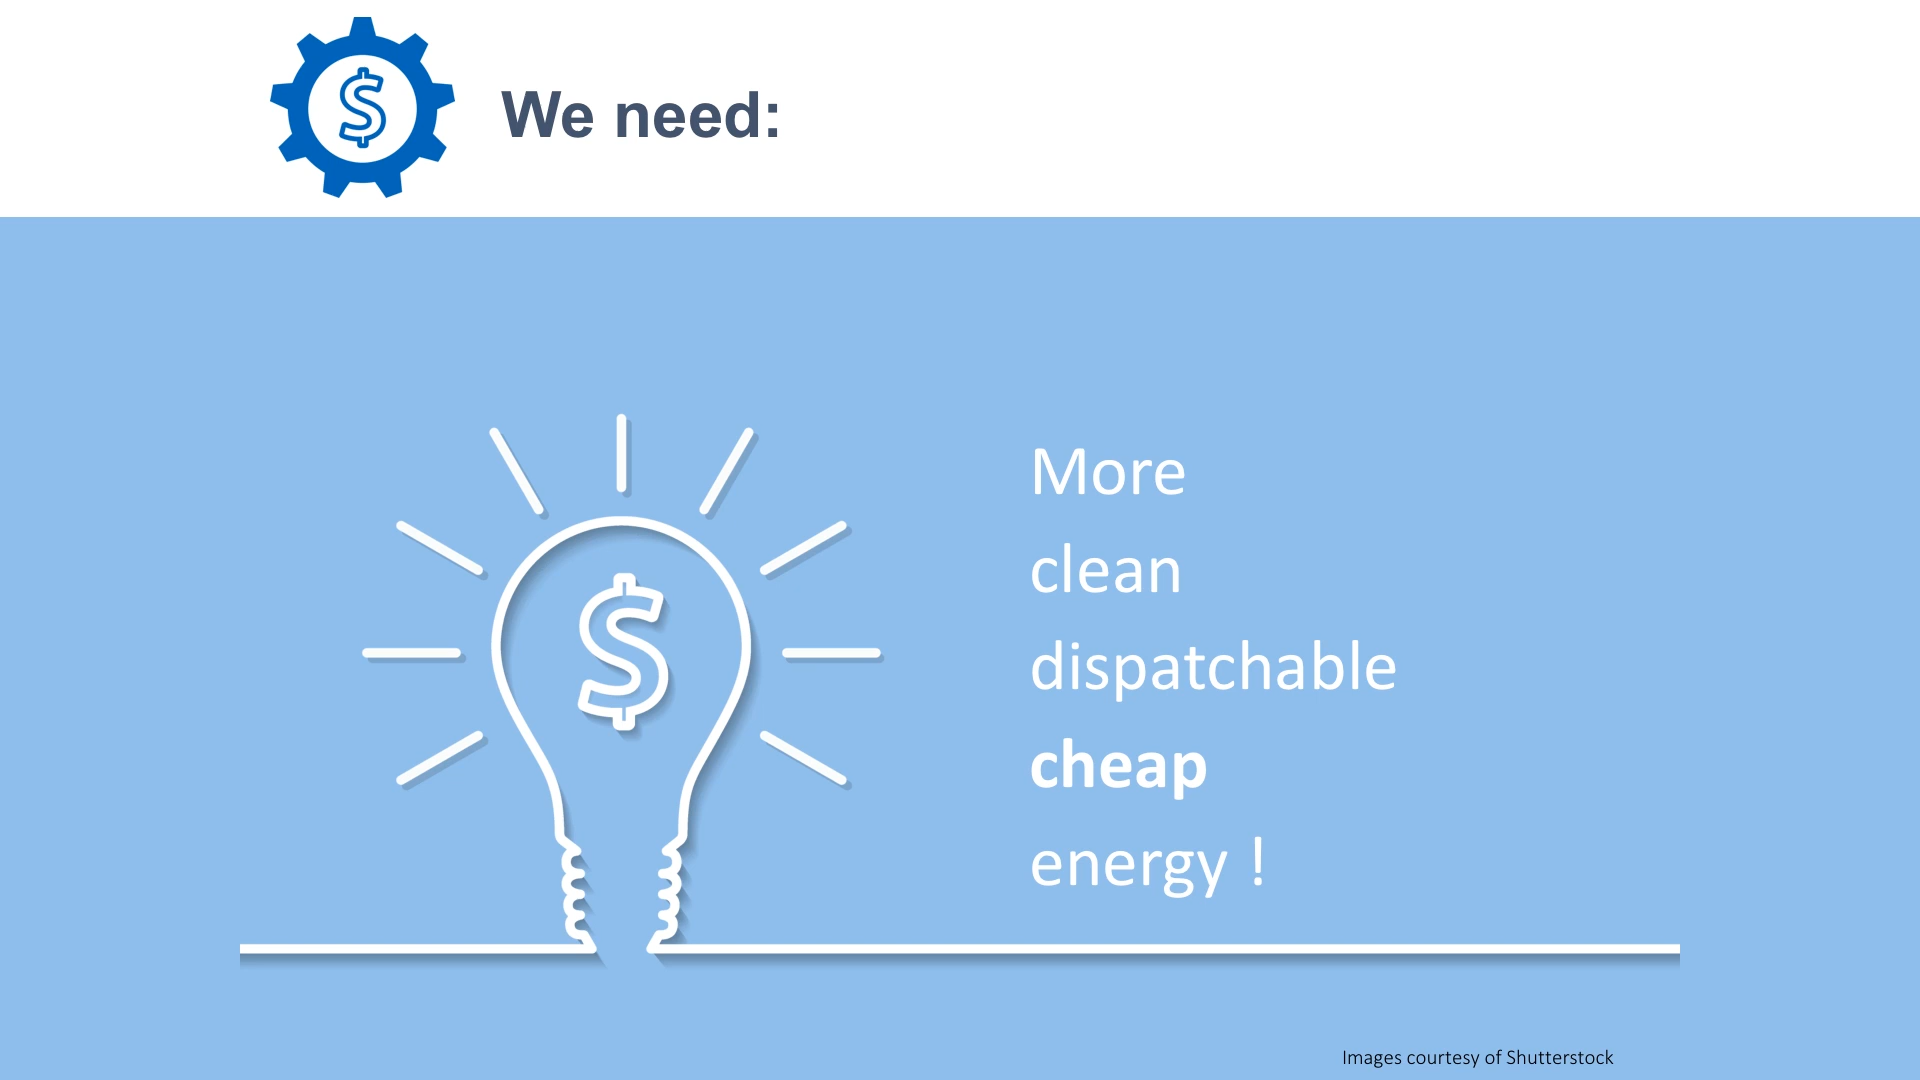 $
We need:
$
More
clean
dispatchable
cheap
energy !
Images courtesy of Shutterstock